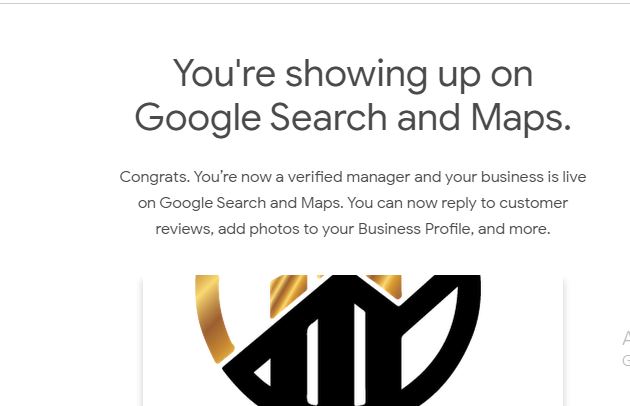 You're showing up on
Google Search and Maps.
Congrats. You’re now a verified manager and your business is live
on Google Search and Maps. You can now reply to customer
reviews, add photos to your Business Profile, and more.